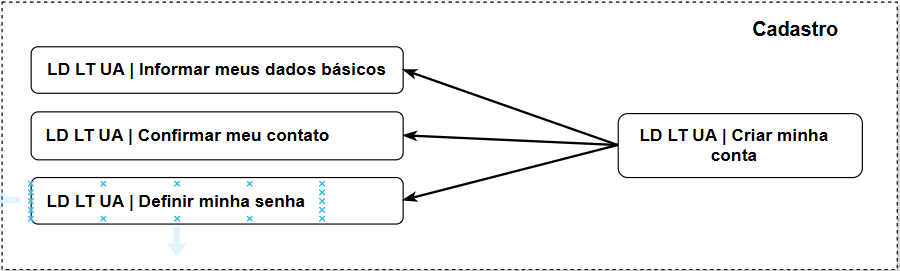 Cadastro
LD LT UA | Informar meus dados básicos
LD LT UA | Confirmar meu contato
LD LT UA | Definir minha senha
LD LT UA | Criar minha
conta